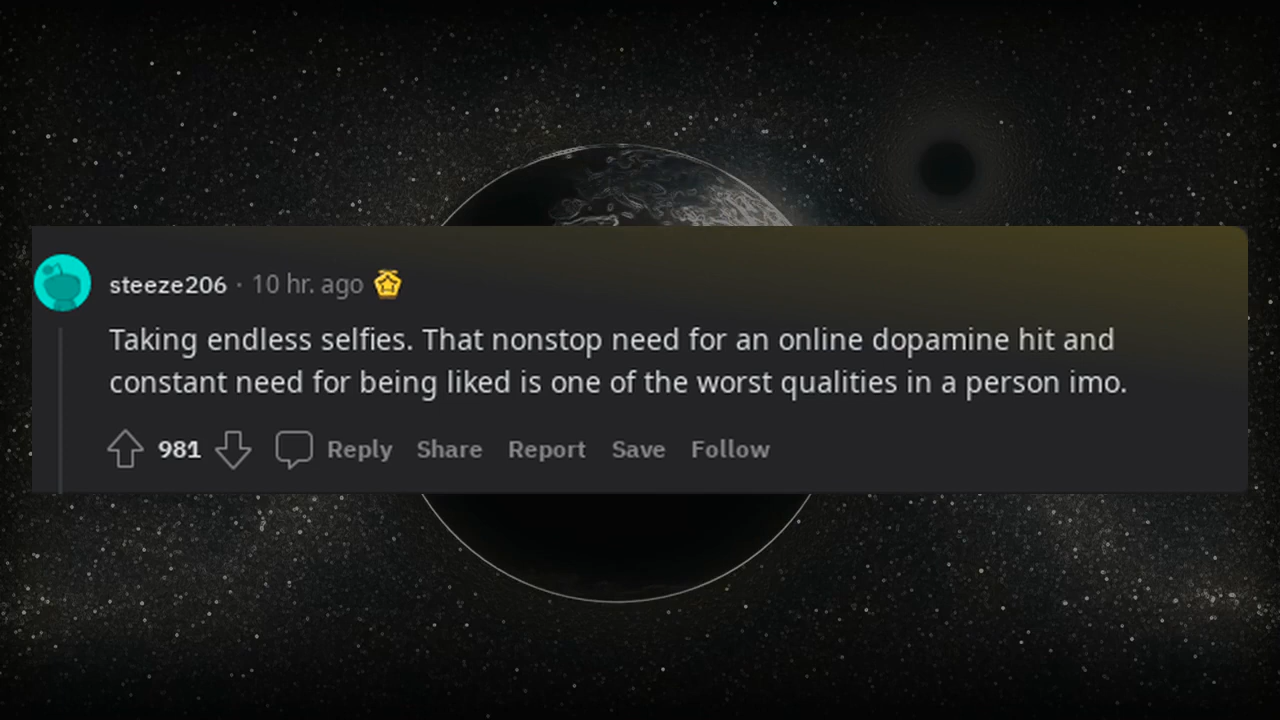 steeze206 · 10 hr. ago
Taking endless selfies. That nonstop need for an online dopamine hit and
constant need for being liked is one of the worst qualities in a person imo.
981 Reply Share Report Save Follow